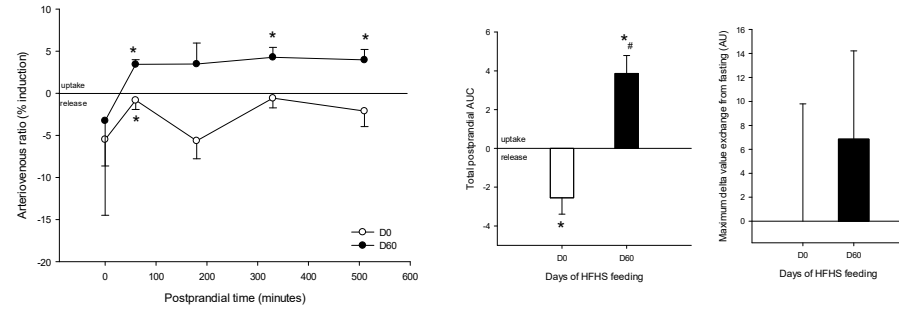 Arteriovenous ratio (% induction)
10
5
0
-5
-10
-15
-20
uptake
release
*
*
*
*
D0
D60
0
100
200
300
400
500
600
Postprandial time (minutes)
Total postprandial AUC
6
4
2
0
-2
-4
uptake
release
*
#
*
D0
D60
Days of HFHS feeding
Maximum delta value exchange from fasting (AU)
16
14
12
10
8
6
4
2
0
D0
D60
Days of HFHS feeding